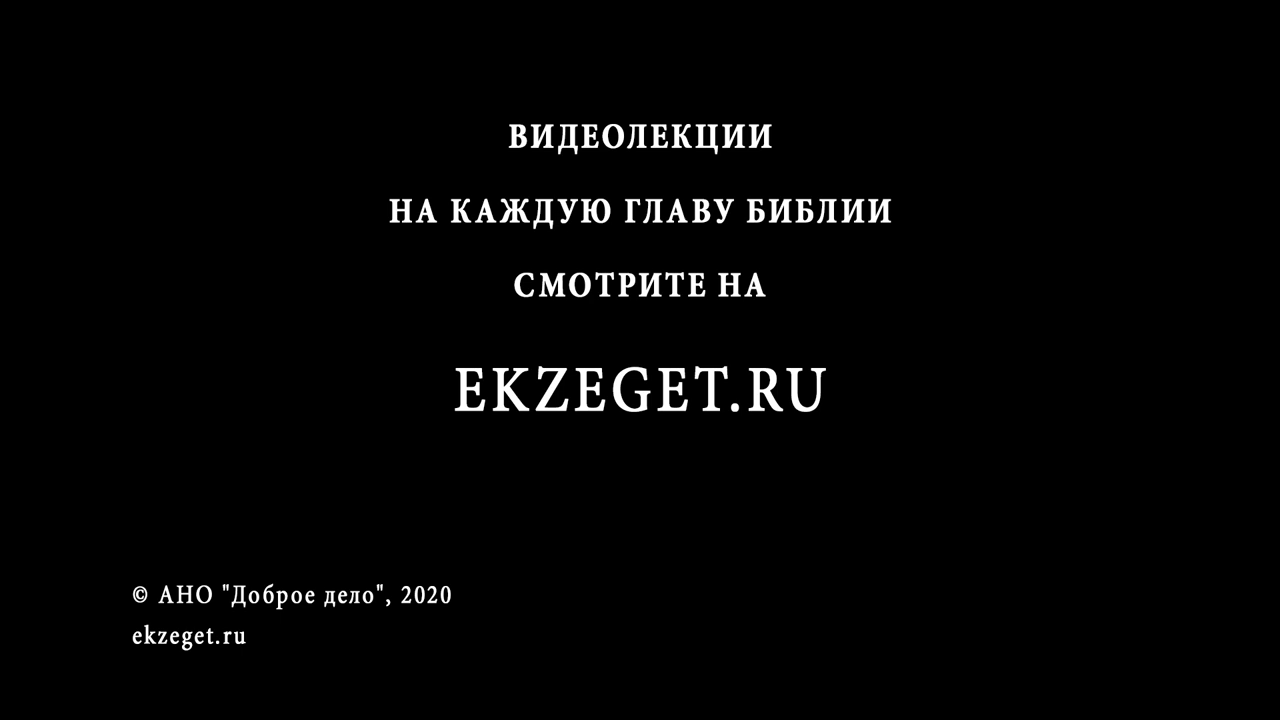 ВИДЕОЛЕКЦИИ
НА КАЖДУЮ ГЛАВУ БИБЛИИ
СМОТРИТЕ НА
EKZEGET.RU
© АНО "Доброе дело", 2020
ekzeget.ru